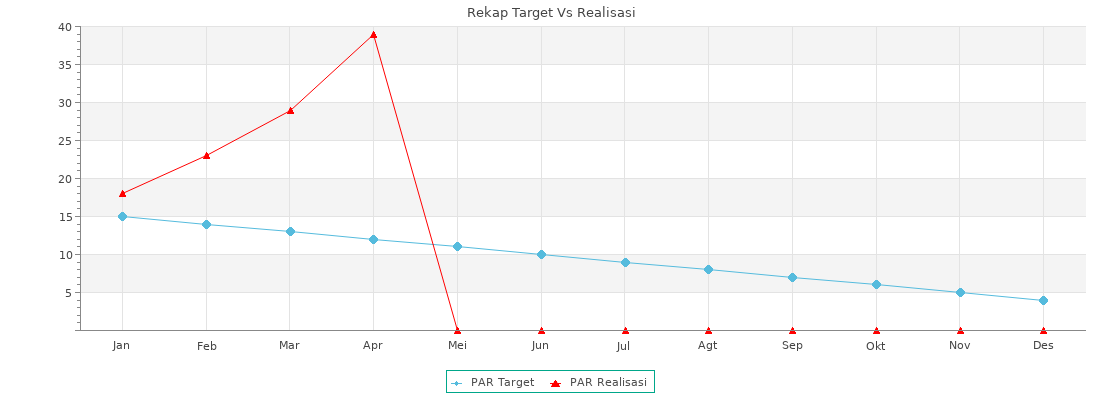 Rekap Target Vs Realisasi
40
35
30
25
20
15
10
5
Jan Feb Mar Apr Mei Jun Jul Agt Sep Okt Nov Des
PAR Target PAR Realisasi